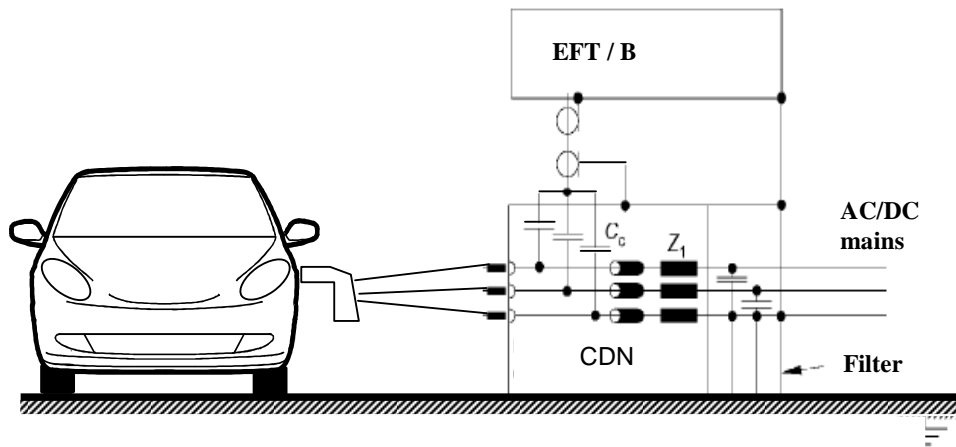 EFT / B
AC/DC
mains
Cc
Z1
CDN
Filter